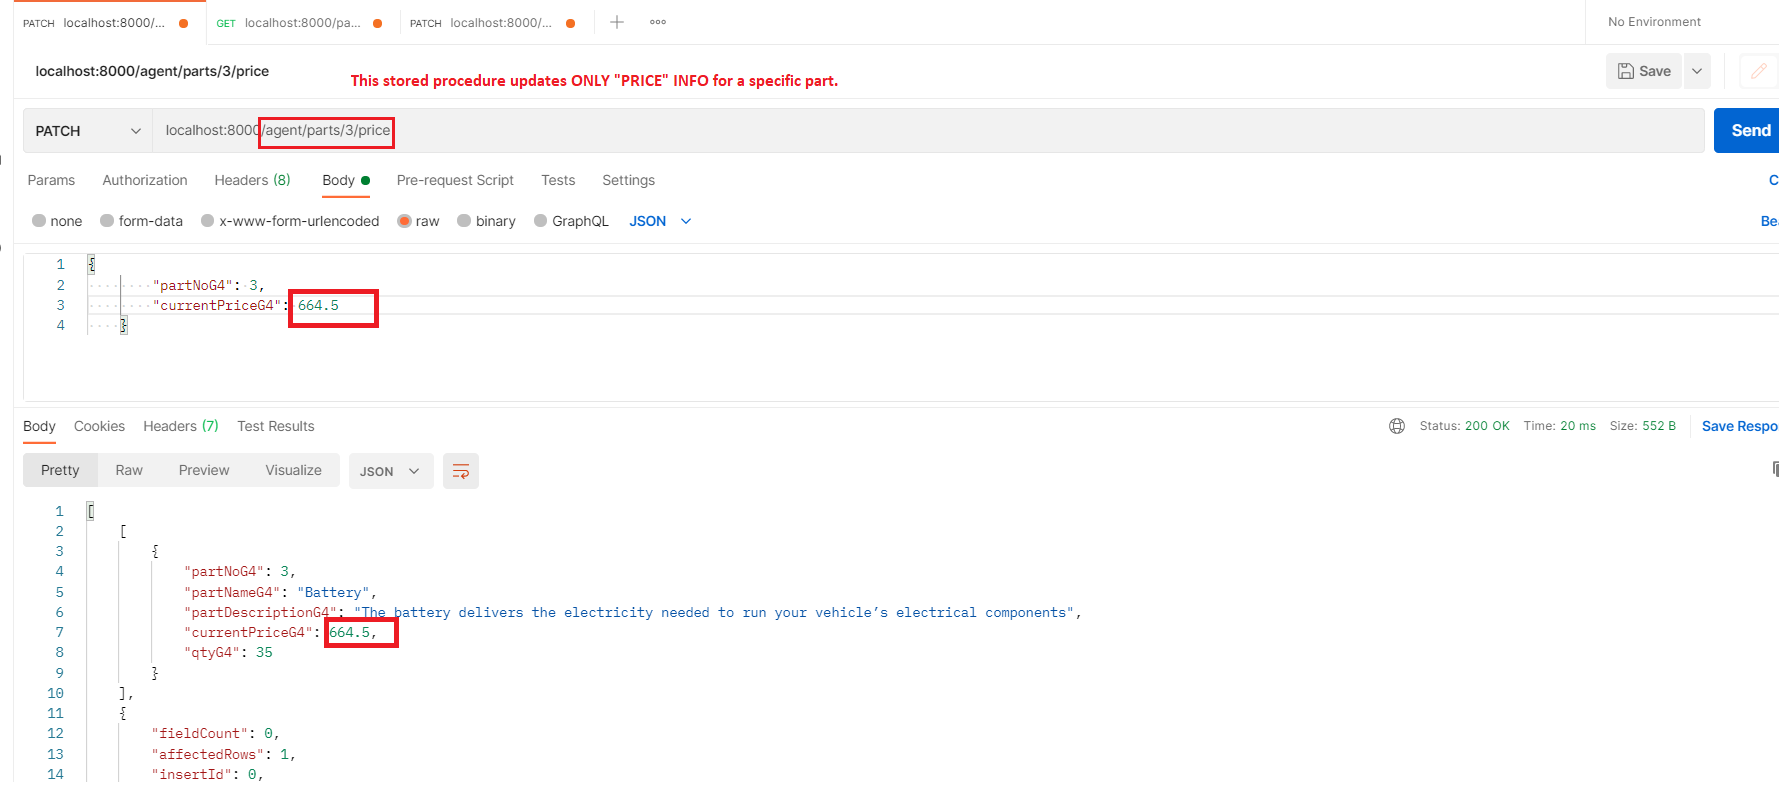 PATCH localhost:8000/... GET localhost:8000/pa... PATCH localhost:8000/... No Environment
localhost:8000/agent/parts/3/price
This stored procedure updates ONLY "PRICE" INFO for a specific part.
Save
PATCH localhost:8000/agent/parts/3/price Send
Params Authorization Headers (8) Body Pre-request Script Tests Settings C
none form-data x-www-form-urlencoded raw binary GraphQL JSON Bea
1 {
2 "partNoG4": 3,
3 "currentPriceG4": 664.5
4 }
Body Cookies Headers (7) Test Results Status: 200 OK Time: 20 ms Size: 552 B Save Respo
Pretty Raw Preview Visualize JSON
1 [
2 [
3 {
4 "partNoG4": 3,
5 "partNameG4": "Battery",
6 "partDescriptionG4": "The battery delivers the electricity needed to run your vehicle’s electrical components",
7 "currentPriceG4": 664.5,
8 "qtyG4": 35
9 }
10 ],
11 {
12 "fieldCount": 0,
13 "affectedRows": 1,
14 "insertId": 0,